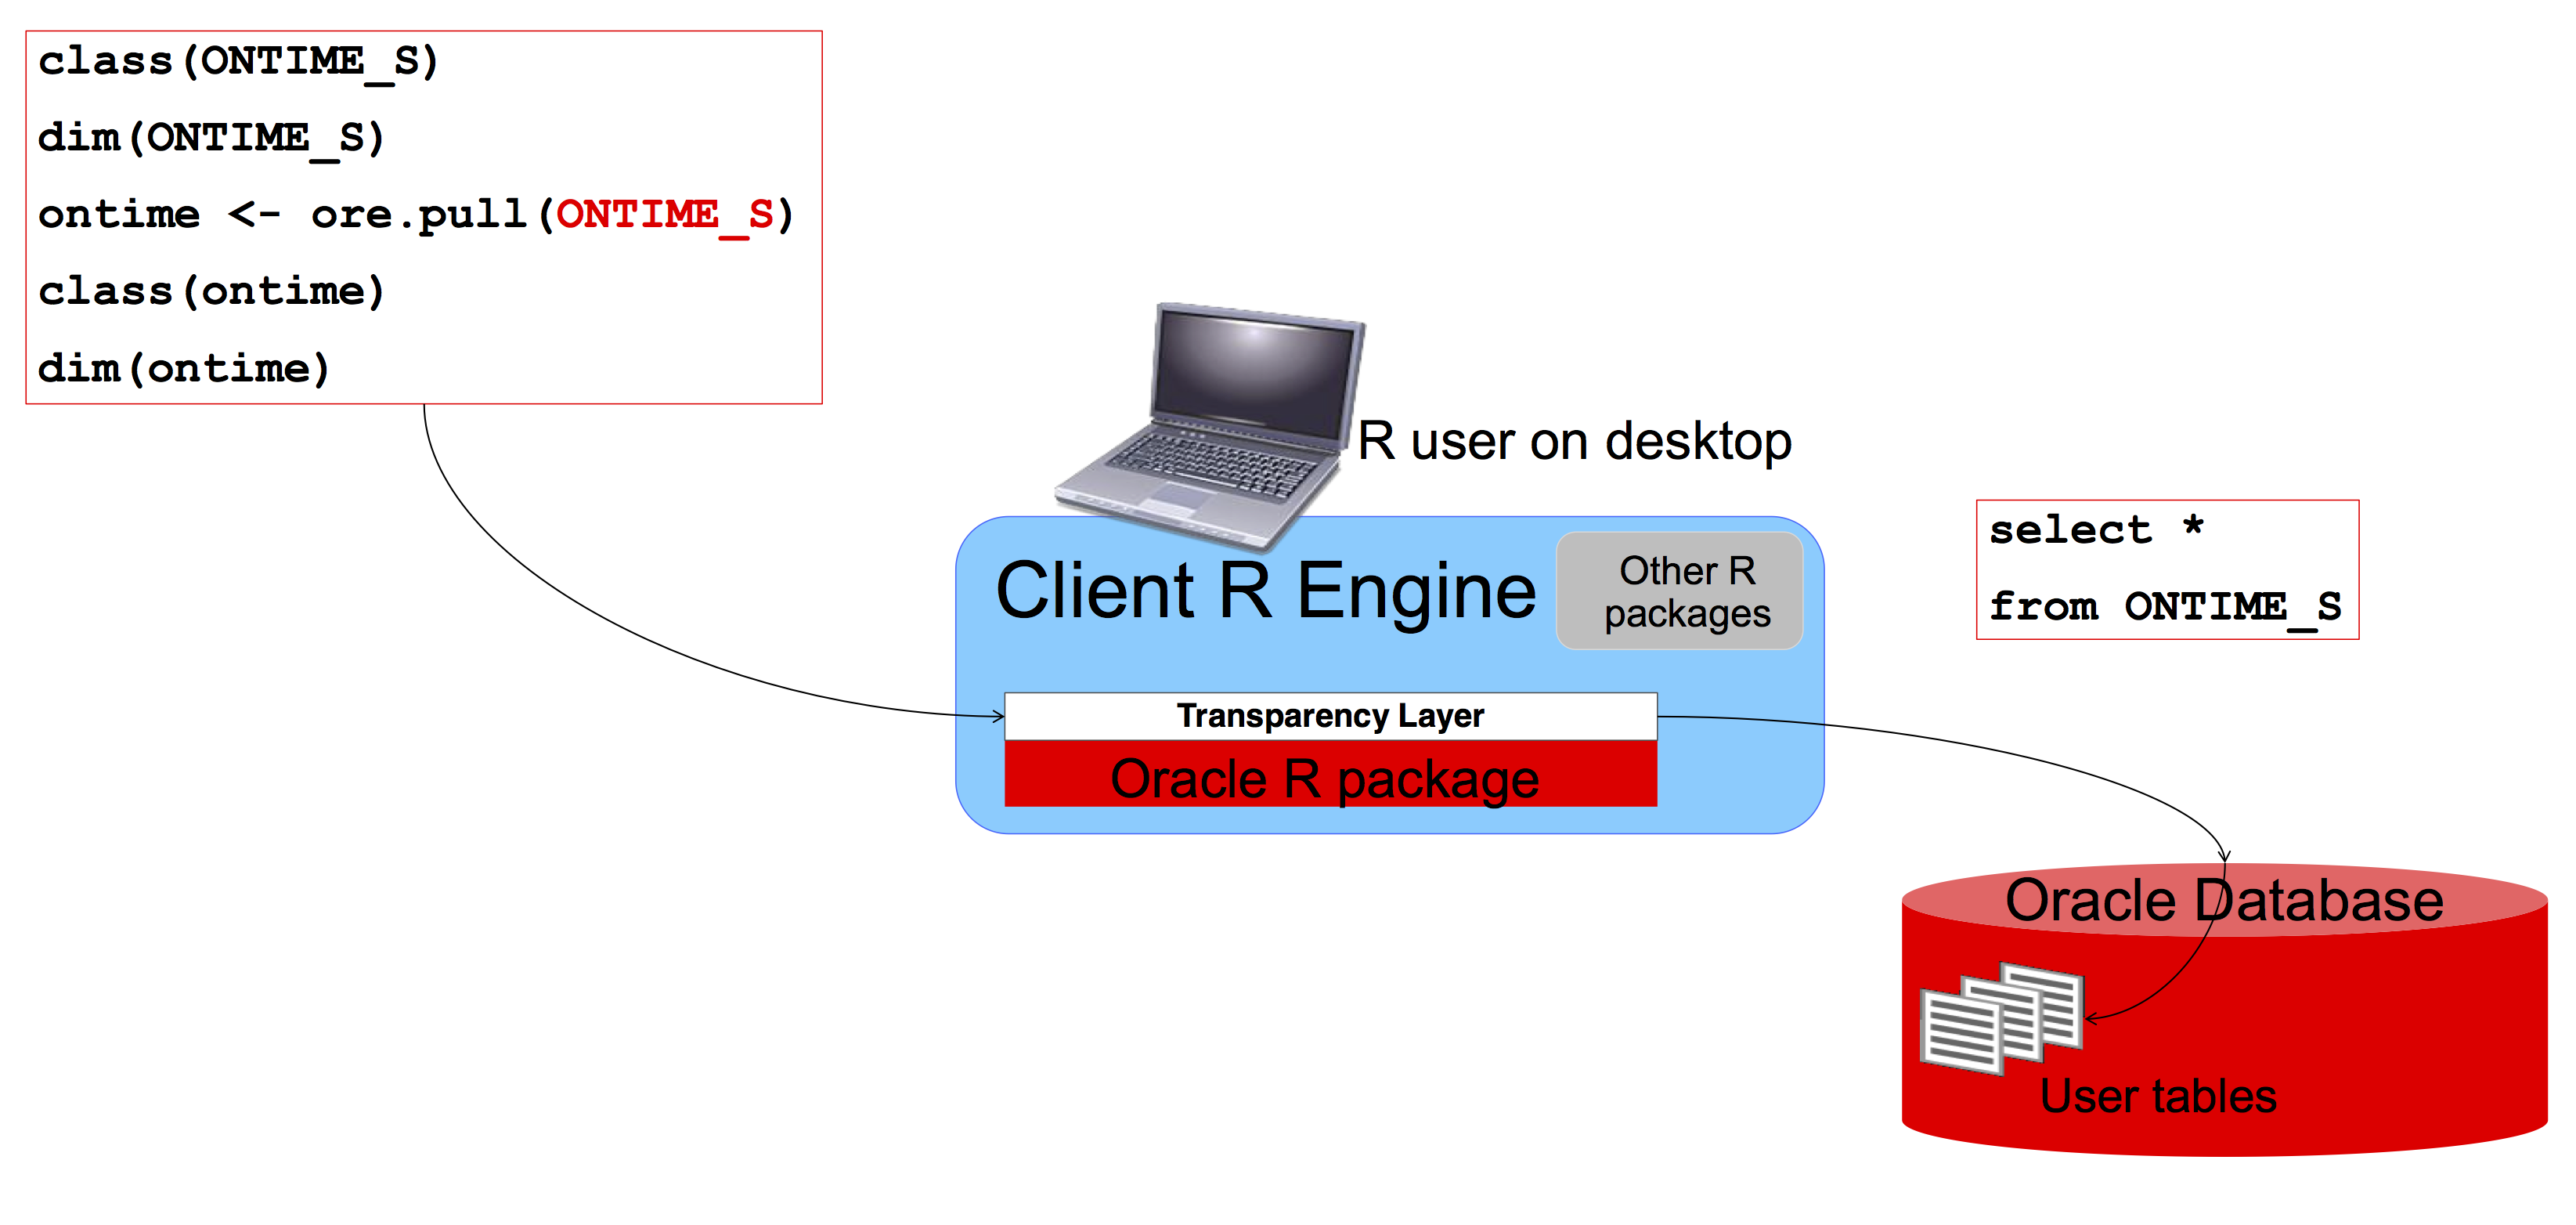 class(ONTIME_S)
dim(ONTIME_S)
ontime <- ore.pull(ONTIME_S)
class(ontime)
dim(ontime)
R user on desktop
Client R Engine
Other R
packages
Transparency Layer
Oracle R package
select *
from ONTIME_S
Oracle Database
User tables